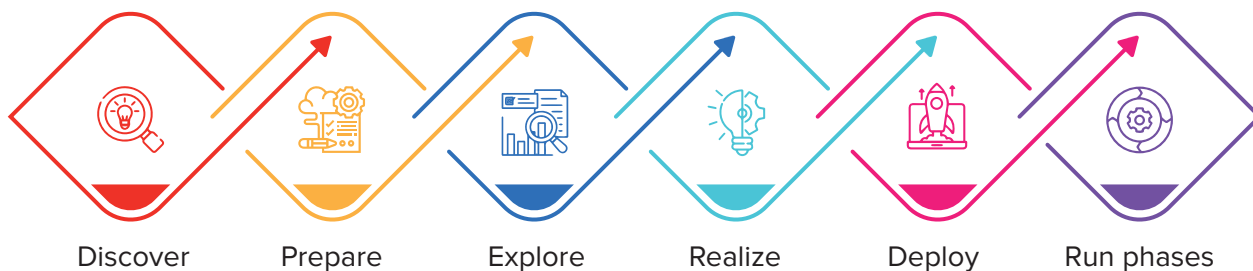 Discover
Prepare
Explore
Realize
Deploy
Run phases